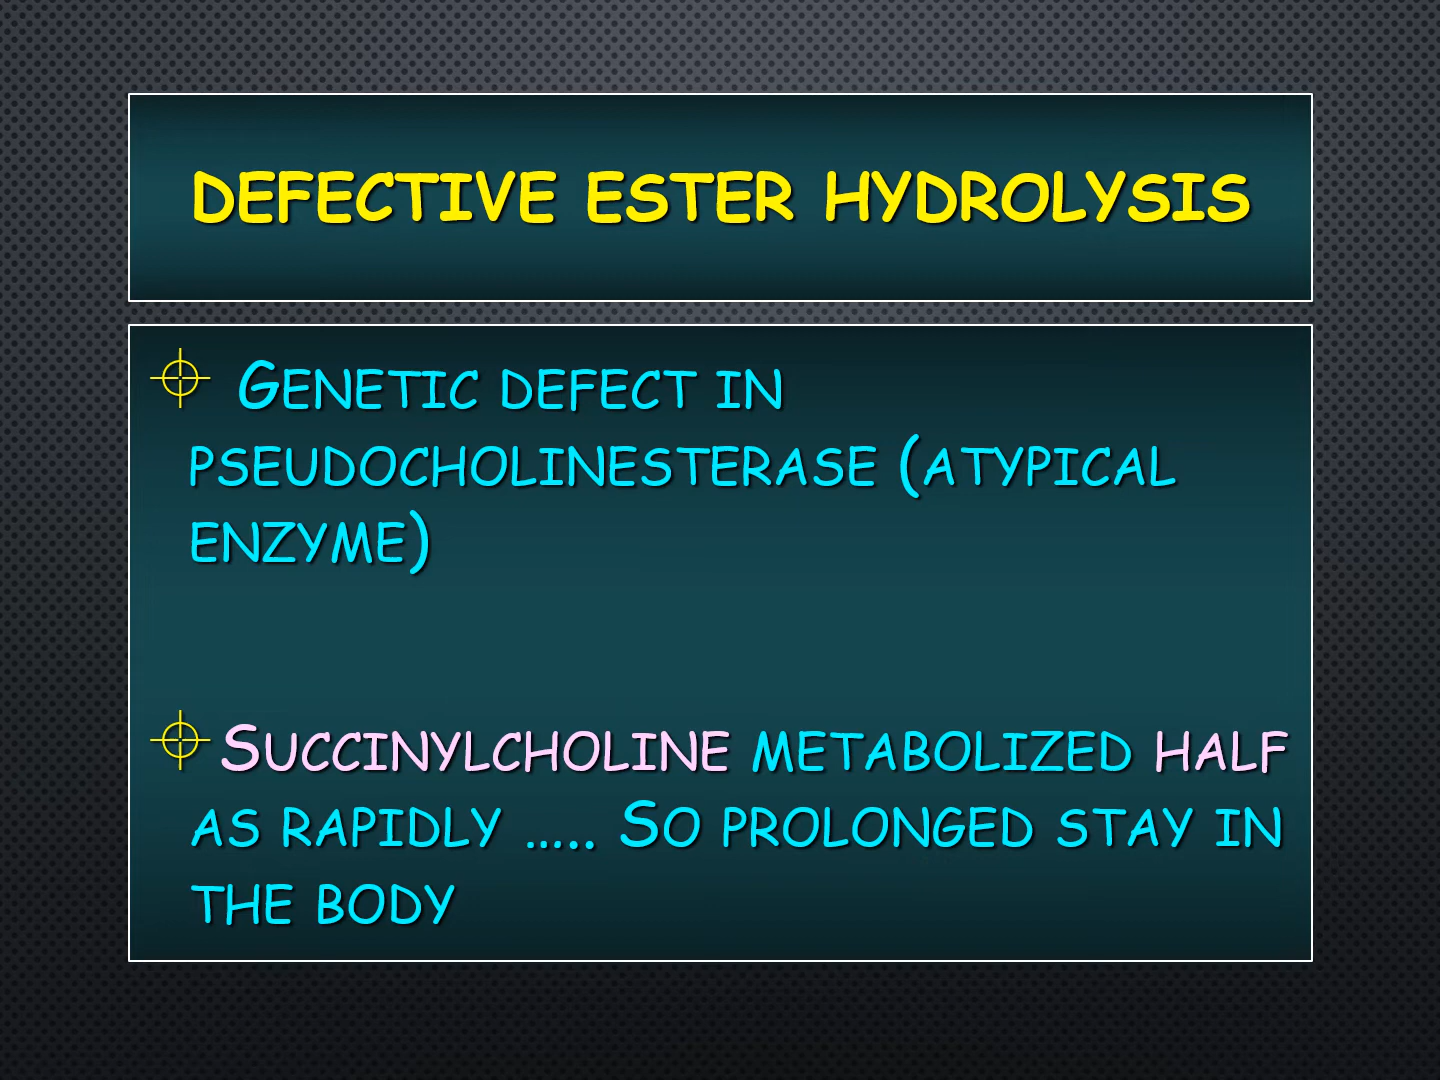 DEFECTIVE ESTER HYDROLYSIS
GENETIC DEFECT IN
PSEUDOCHOLINESTERASE (ATYPICAL
ENZYME)
SUCCINYLCHOLINE METABOLIZED HALF
AS RAPIDLY ..... SO PROLONGED STAY IN
THE BODY